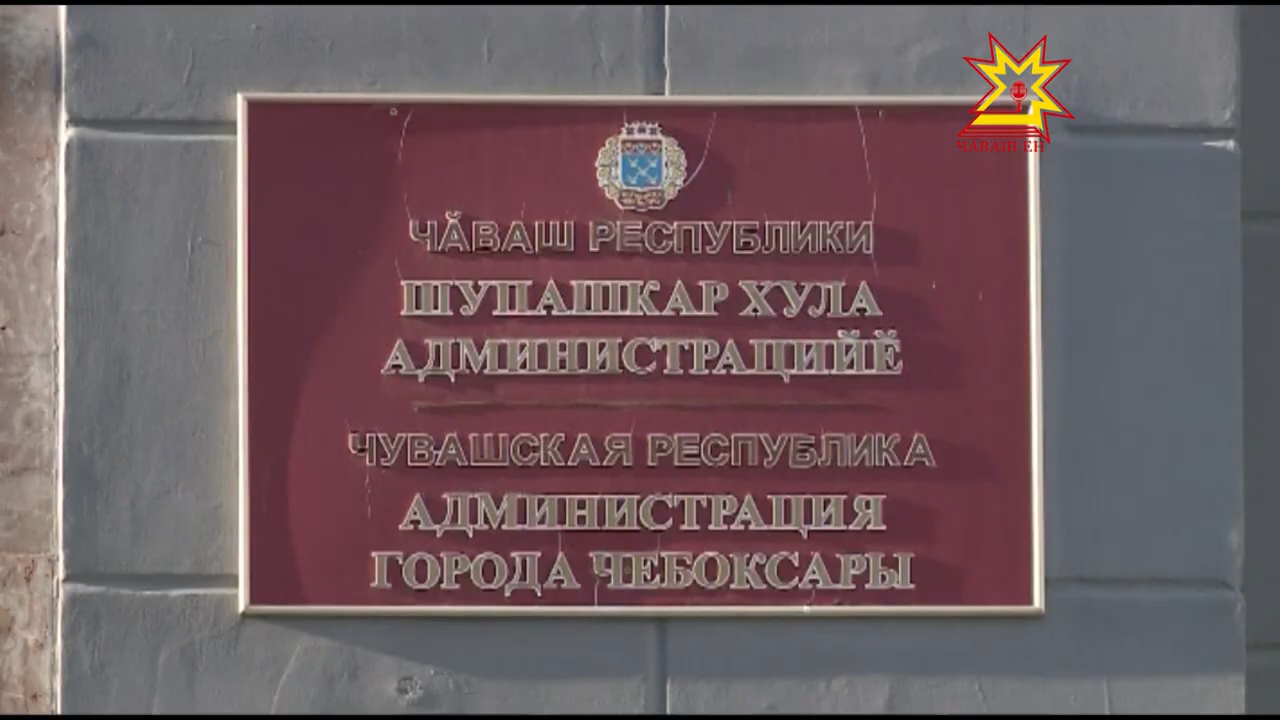 ЧӐВАШ ЕН
ЧӐВАШ РЕСПУБЛИКИ
ШУПАШКАР ХУЛА
АДМИНИСТРАЦИЙӖ
ЧУВАШСКАЯ РЕСПУБЛИКА
АДМИНИСТРАЦИЯ
ГОРОДА ЧЕБОКСАРЫ